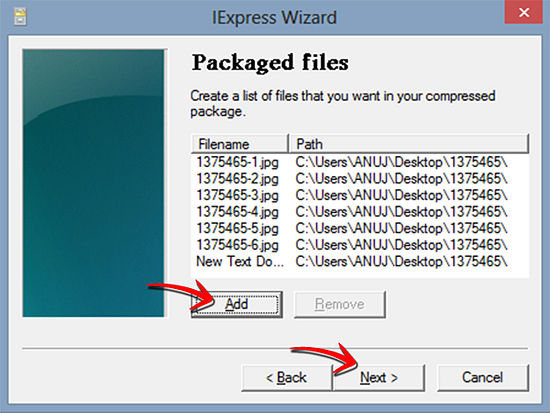 IExpress Wizard
Packaged files
Create a list of files that you want in your compressed
package.
Filename Path
1375465-1.jpg C:\Users\ANUJ\Desktop\1375465\
1375465-2.jpg C:\Users\ANUJ\Desktop\1375465\
1375465-3.jpg C:\Users\ANUJ\Desktop\1375465\
1375465-4.jpg C:\Users\ANUJ\Desktop\1375465\
1375465-5.jpg C:\Users\ANUJ\Desktop\1375465\
1375465-6.jpg C:\Users\ANUJ\Desktop\1375465\
New Text Do... C:\Users\ANUJ\Desktop\1375465\
Add Remove
< Back Next > Cancel